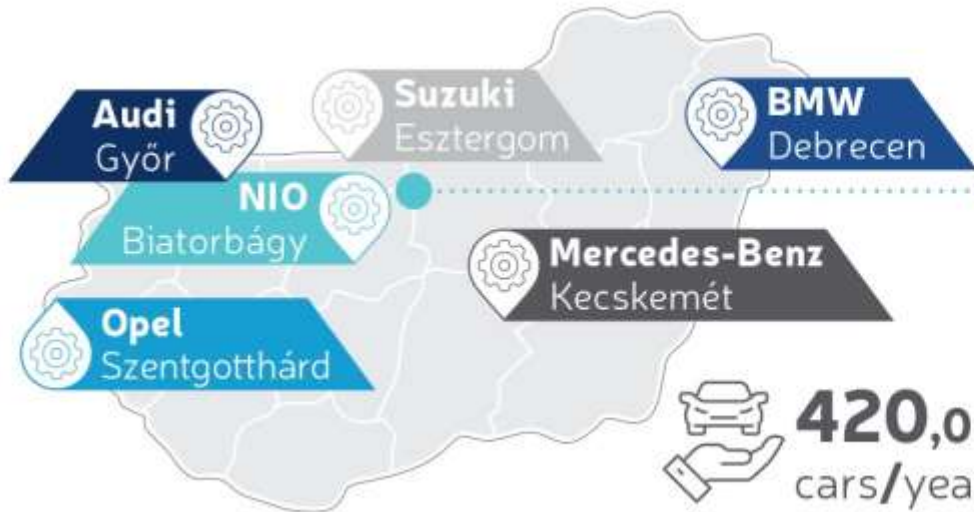 Audi
Győr
Suzuki
Esztergom
BMW
Debrecen
NIO
Biatorbágy
Mercedes-Benz
Kecskemét
Opel
Szentgotthárd
420,0
cars/yea